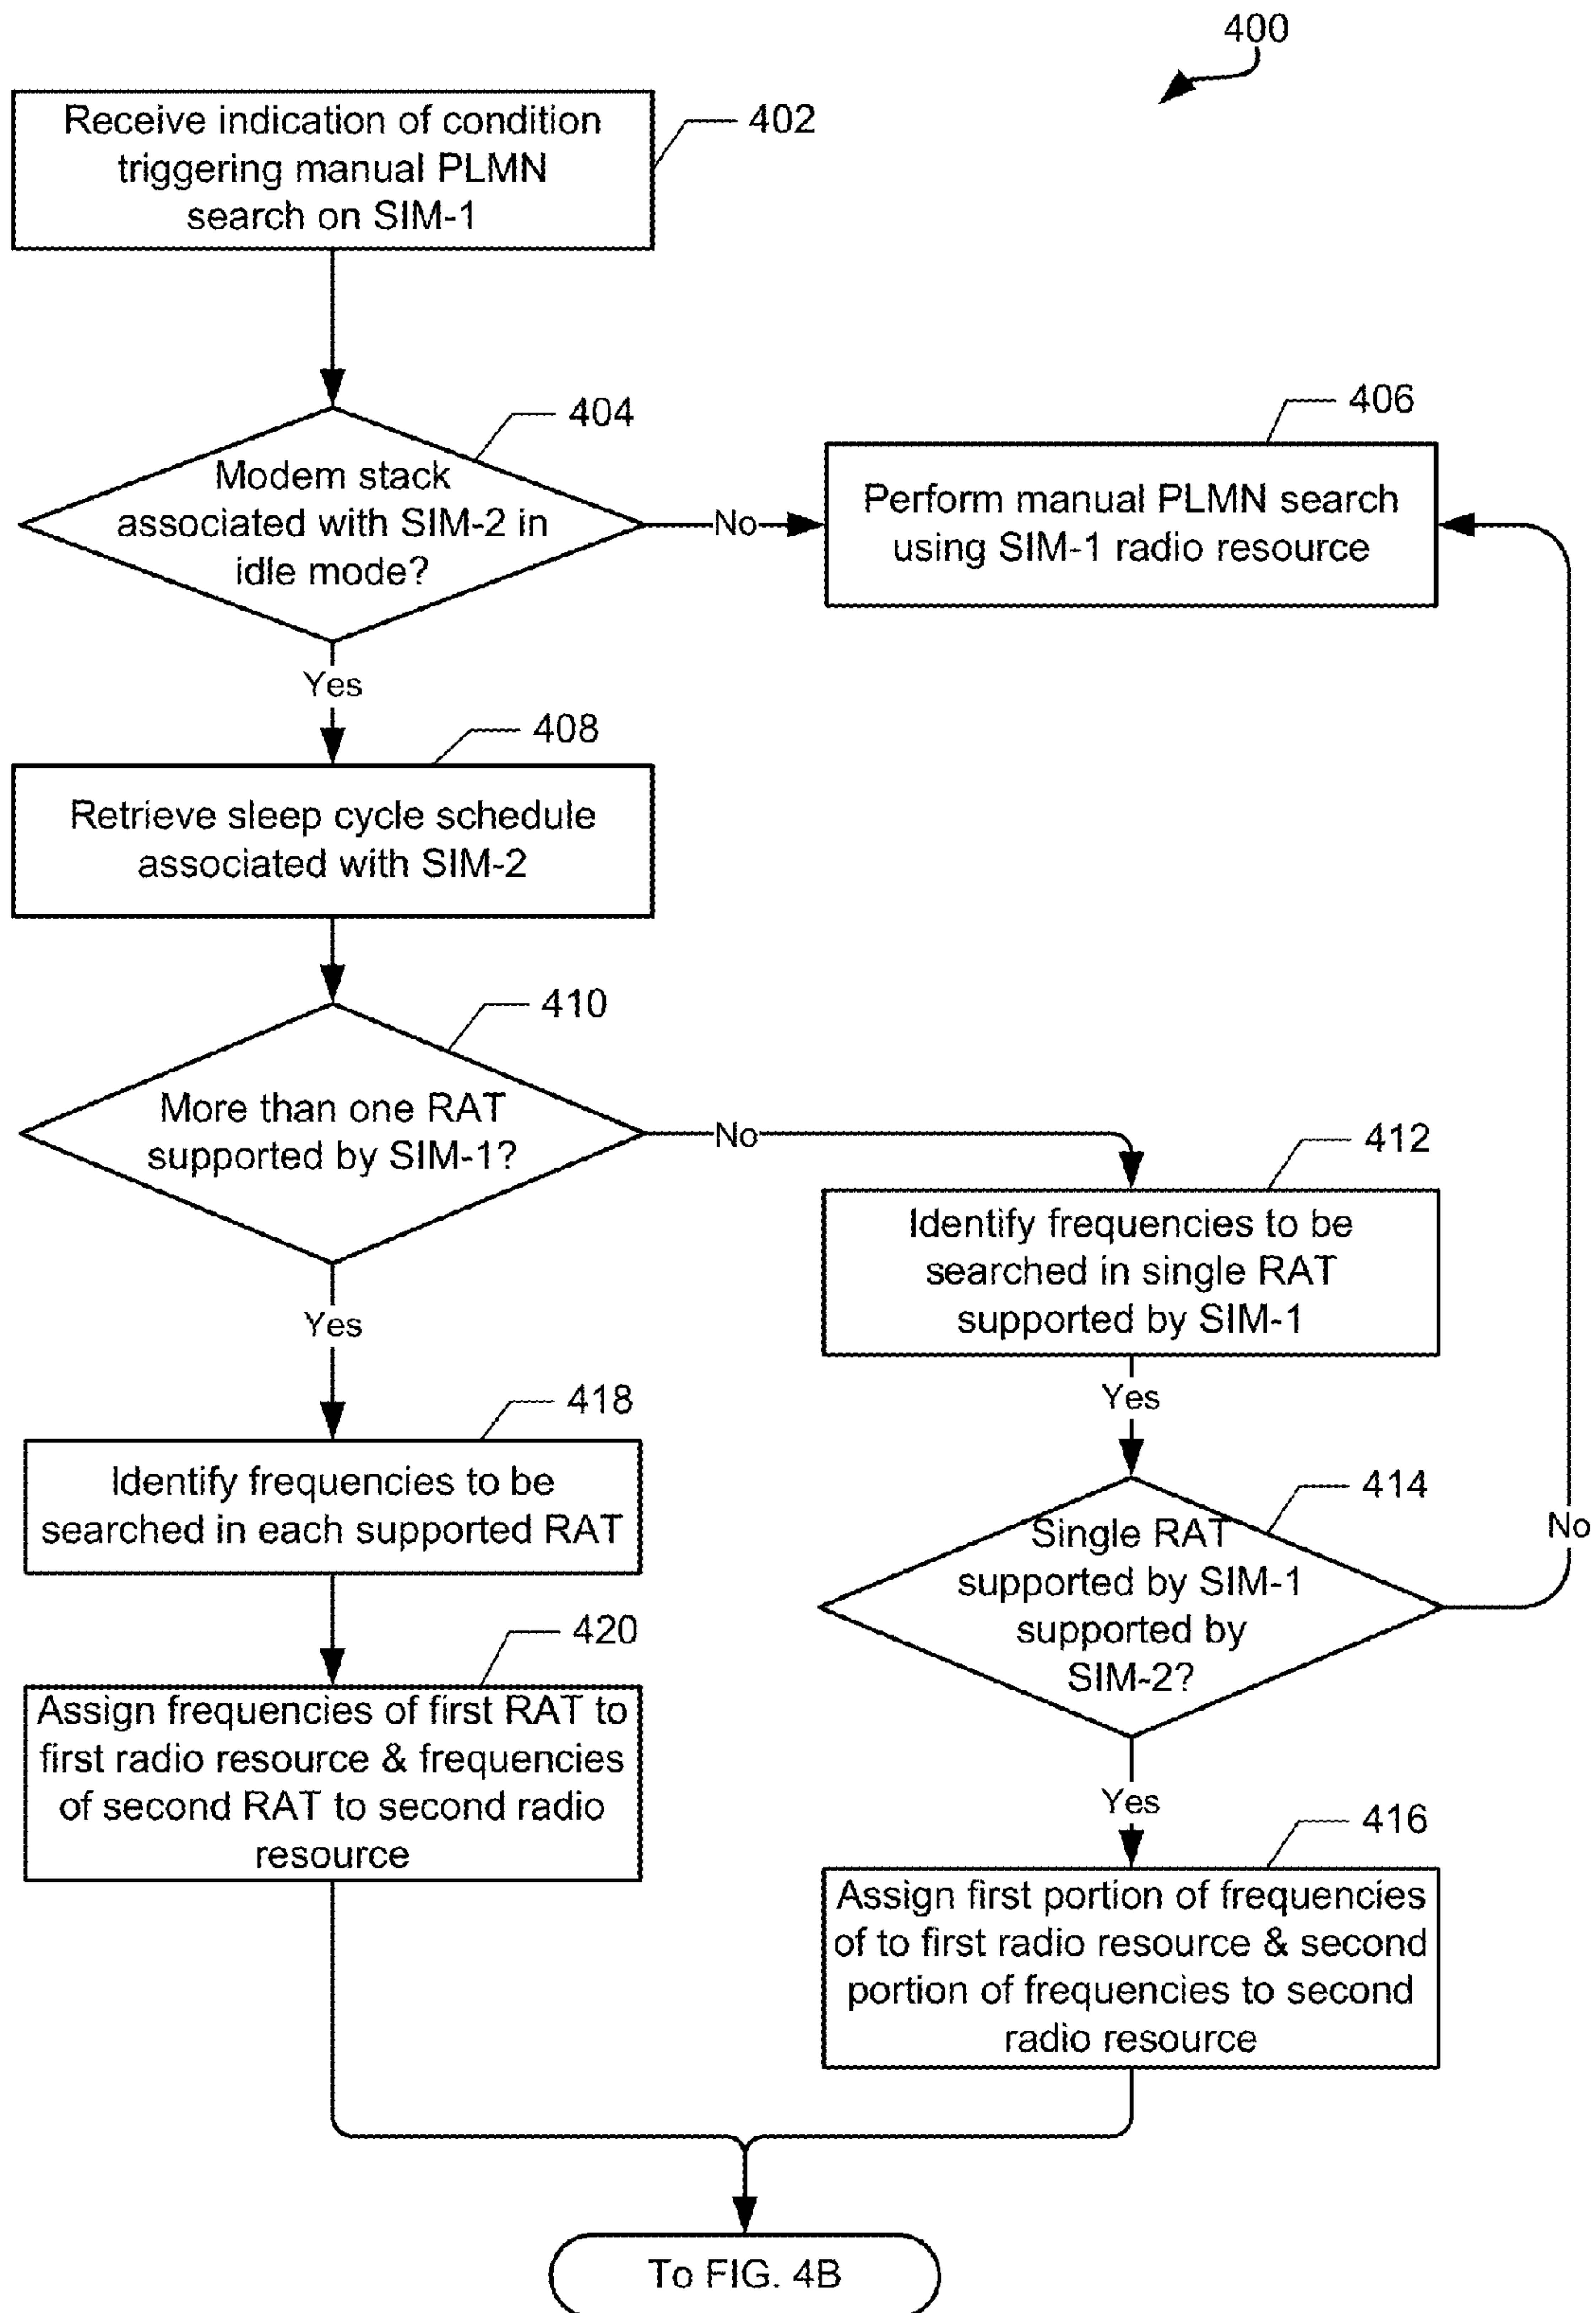 400
Receive indication of condition
triggering manual PLMN
search on SIM-1
402
404
Modem stack
associated with SIM-2 in
idle mode?
No
406
Perform manual PLMN search
using SIM-1 radio resource
Yes
408
Retrieve sleep cycle schedule
associated with SIM-2
410
More than one RAT
supported by SIM-1?
No
412
Identify frequencies to be
searched in single RAT
supported by SIM-1
Yes
Yes
418
Identify frequencies to be
searched in each supported RAT
414
Single RAT
supported by SIM-1
supported by
SIM-2?
No
420
Assign frequencies of first RAT to
first radio resource & frequencies
of second RAT to second radio
resource
Yes
416
Assign first portion of frequencies
of to first radio resource & second
portion of frequencies to second
radio resource
To FIG. 4B